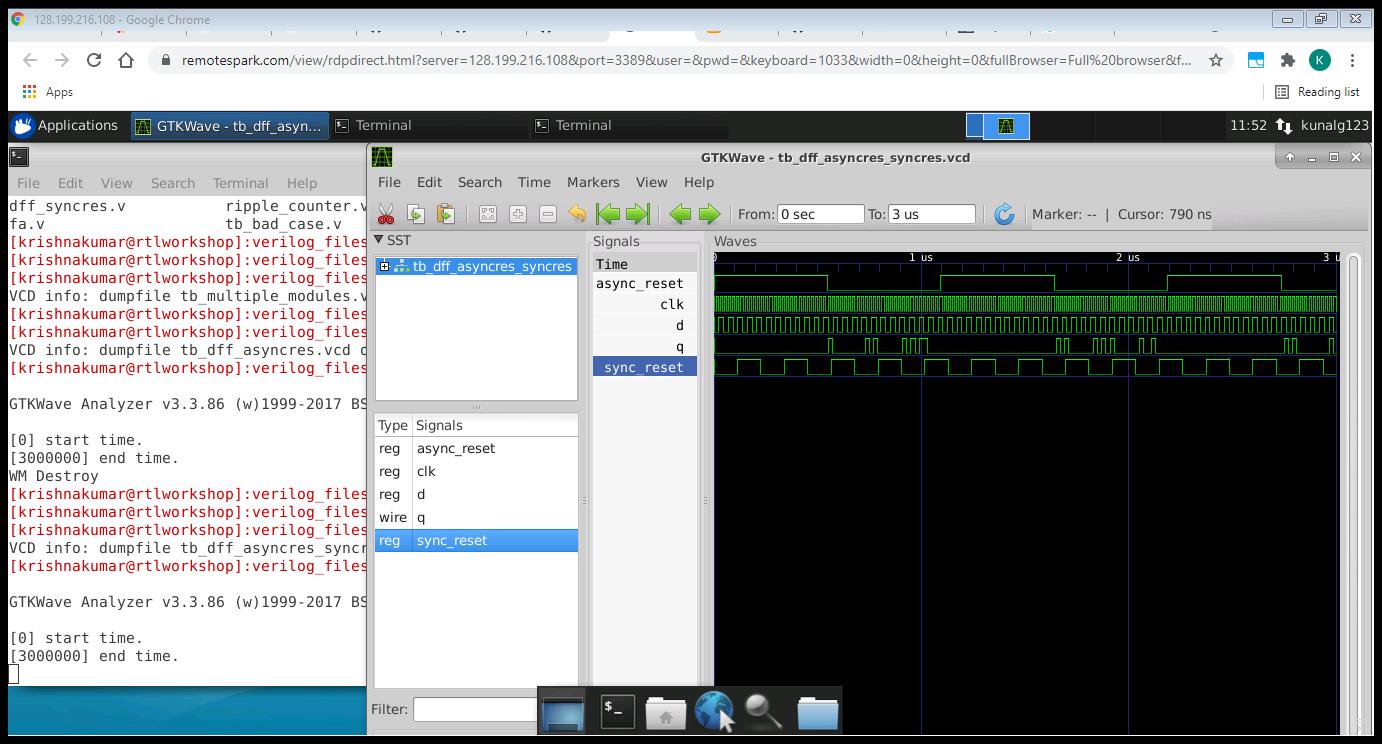 128.199.216.108 - Google Chrome
remotespark.com/view/rdpdirect.html?server=128.199.216.108&port=3389&user=&pwd=&keyboard=1033&width=0&height=0&fullBrowser=Full%20browser&f...
K
Apps
Reading list
Applications
GTKWave - tb_dff_asyn...
Terminal
Terminal
11:52
kunalg123
File Edit View Search Terminal Help
dff_syncres.v ripple_counter.v
fa.v tb_bad_case.v
[krishnakumar@rtlworkshop]:verilog_files
[krishnakumar@rtlworkshop]:verilog_files
[krishnakumar@rtlworkshop]:verilog_files
VCD info: dumpfile tb_multiple_modules.v
[krishnakumar@rtlworkshop]:verilog_files
[krishnakumar@rtlworkshop]:verilog_files
VCD info: dumpfile tb_dff_asyncres.vcd o
[krishnakumar@rtlworkshop]:verilog_files
GTKWave Analyzer v3.3.86 (w)1999-2017 BS
[0] start time.
[3000000] end time.
WM Destroy
[krishnakumar@rtlworkshop]:verilog_files
[krishnakumar@rtlworkshop]:verilog_files
[krishnakumar@rtlworkshop]:verilog_files
VCD info: dumpfile tb_dff_asyncres_syncr
[krishnakumar@rtlworkshop]:verilog_files
GTKWave Analyzer v3.3.86 (w)1999-2017 BS
[0] start time.
[3000000] end time.
GTKWave - tb_dff_asyncres_syncres.vcd
File Edit Search Time Markers View Help
From: 0 sec To: 3 us Marker: -- | Cursor: 790 ns
SST
tb_dff_asyncres_syncres
Type Signals
reg async_reset
reg clk
reg d
wire q
reg sync_reset
Filter:
Signals
Time
async_reset
clk
d
q
sync_reset
Waves
0 1 us 2 us 3 u
$_